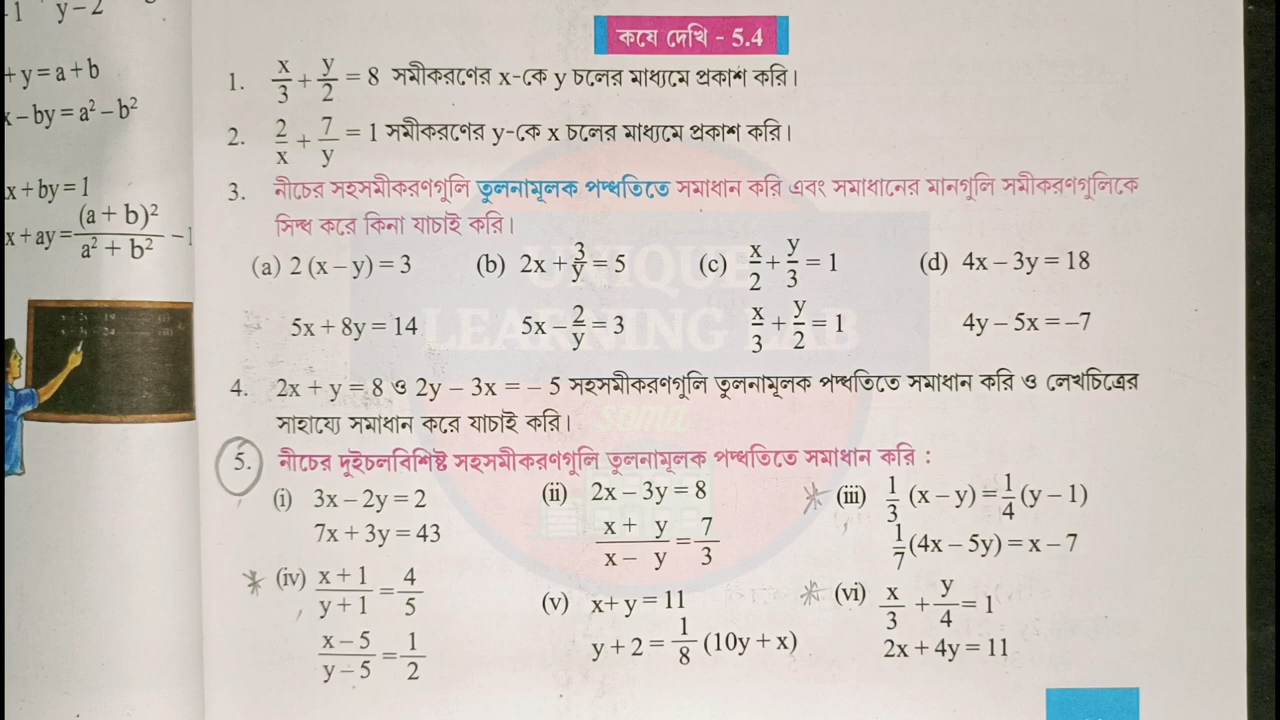 -1 y-2
+y=a+b
x-by=a²-b²
x+by=1
x+ay=(a+b)²/(a²+b²)-1
কষে দেখি - 5.4
1. x/3 + y/2 = 8 সমীকরণের x-কে y চলের মাধ্যমে প্রকাশ করি।
2. 2/x + 7/y = 1 সমীকরণের y-কে x চলের মাধ্যমে প্রকাশ করি।
3. নীচের সহসমীকরণগুলি তুলনামূলক পদ্ধতিতে সমাধান করি এবং সমাধানের মানগুলি সমীকরণগুলিকে
সিদ্ধ করে কিনা যাচাই করি।
(a) 2(x-y)=3 (b) 2x+3/y=5 (c) x/2+y/3=1 (d) 4x-3y=18
5x+8y=14 5x-2/y=3 x/3+y/2=1 4y-5x=-7
UNIQUE
LEARNING LAB
soma
4. 2x + y = 8 ও 2y - 3x = - 5 সহসমীকরণগুলি তুলনামূলক পদ্ধতিতে সমাধান করি ও লেখচিত্রের
সাহায্যে সমাধান করে যাচাই করি।
5. নীচের দুইচলবিশিষ্ট সহসমীকরণগুলি তুলনামূলক পদ্ধতিতে সমাধান করি :
(i) 3x-2y=2 (ii) 2x-3y=8 (iii) 1/3(x-y)=1/4(y-1)
7x+3y=43 (x+y)/(x-y)=7/3 1/7(4x-5y)=x-7
(iv) (x+1)/(y+1)=4/5 (v) x+y=11 (vi) x/3+y/4=1
(x-5)/(y-5)=1/2 y+2=1/8(10y+x) 2x+4y=11